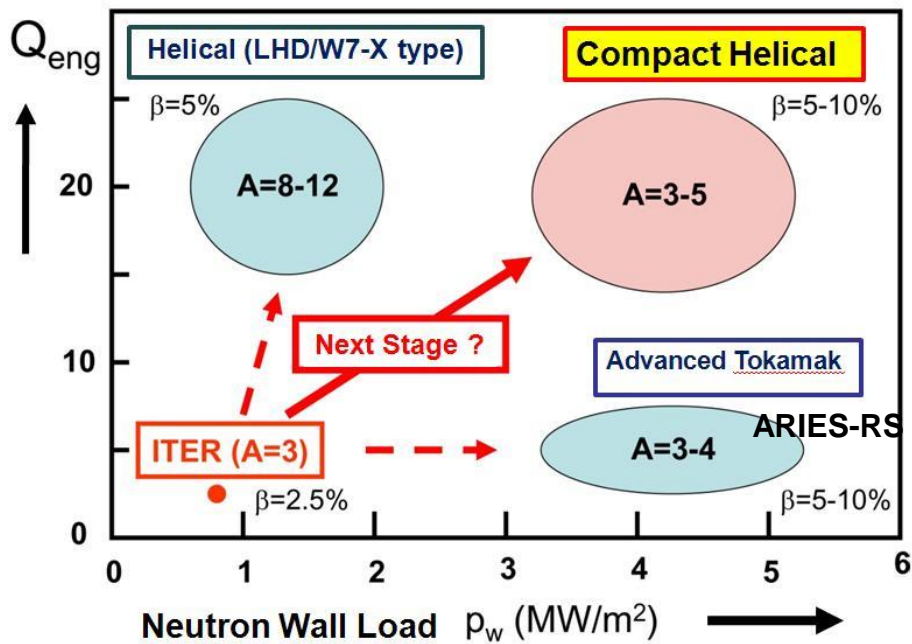 Q_eng
Helical (LHD/W7-X type)
Compact Helical
β=5%
β=5-10%
20
A=8-12
A=3-5
Next Stage ?
10
Advanced Tokamak
ARIES-RS
ITER (A=3)
A=3-4
β=2.5%
β=5-10%
0
0 1 2 3 4 5 6
Neutron Wall Load p_w (MW/m²)